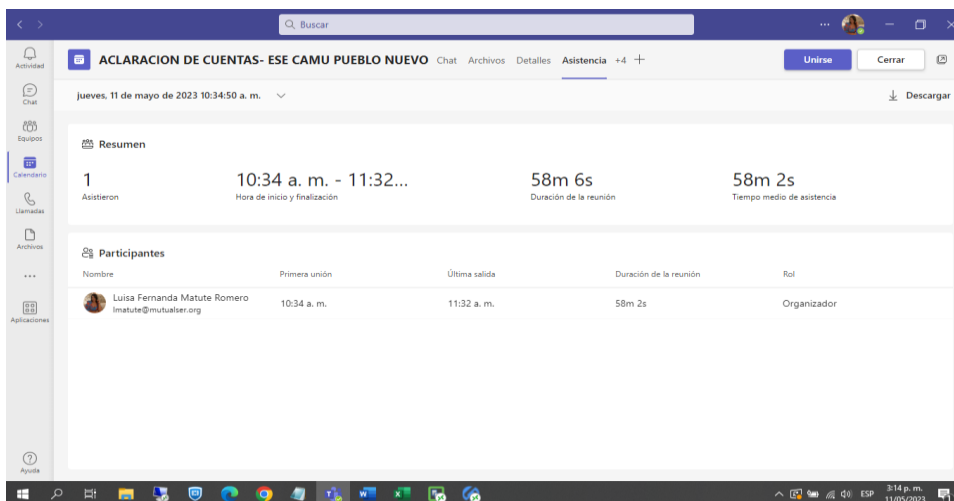 Buscar
ACLARACION DE CUENTAS- ESE CAMU PUEBLO NUEVO Chat Archivos Detalles Asistencia +4 Unirse Cerrar
Actividad
Chat
Equipos
Calendario
Llamadas
Archivos
Aplicaciones
Ayuda
jueves, 11 de mayo de 2023 10:34:50 a. m. Descargar
Resumen
1 10:34 a. m. - 11:32... 58m 6s 58m 2s
Asistieron Hora de inicio y finalización Duración de la reunión Tiempo medio de asistencia
Participantes
Nombre Primera unión Última salida Duración de la reunión Rol
Luisa Fernanda Matute Romero 10:34 a. m. 11:32 a. m. 58m 2s Organizador
lmatute@mutualser.org
ESP 3:14 p. m.
11/05/2023